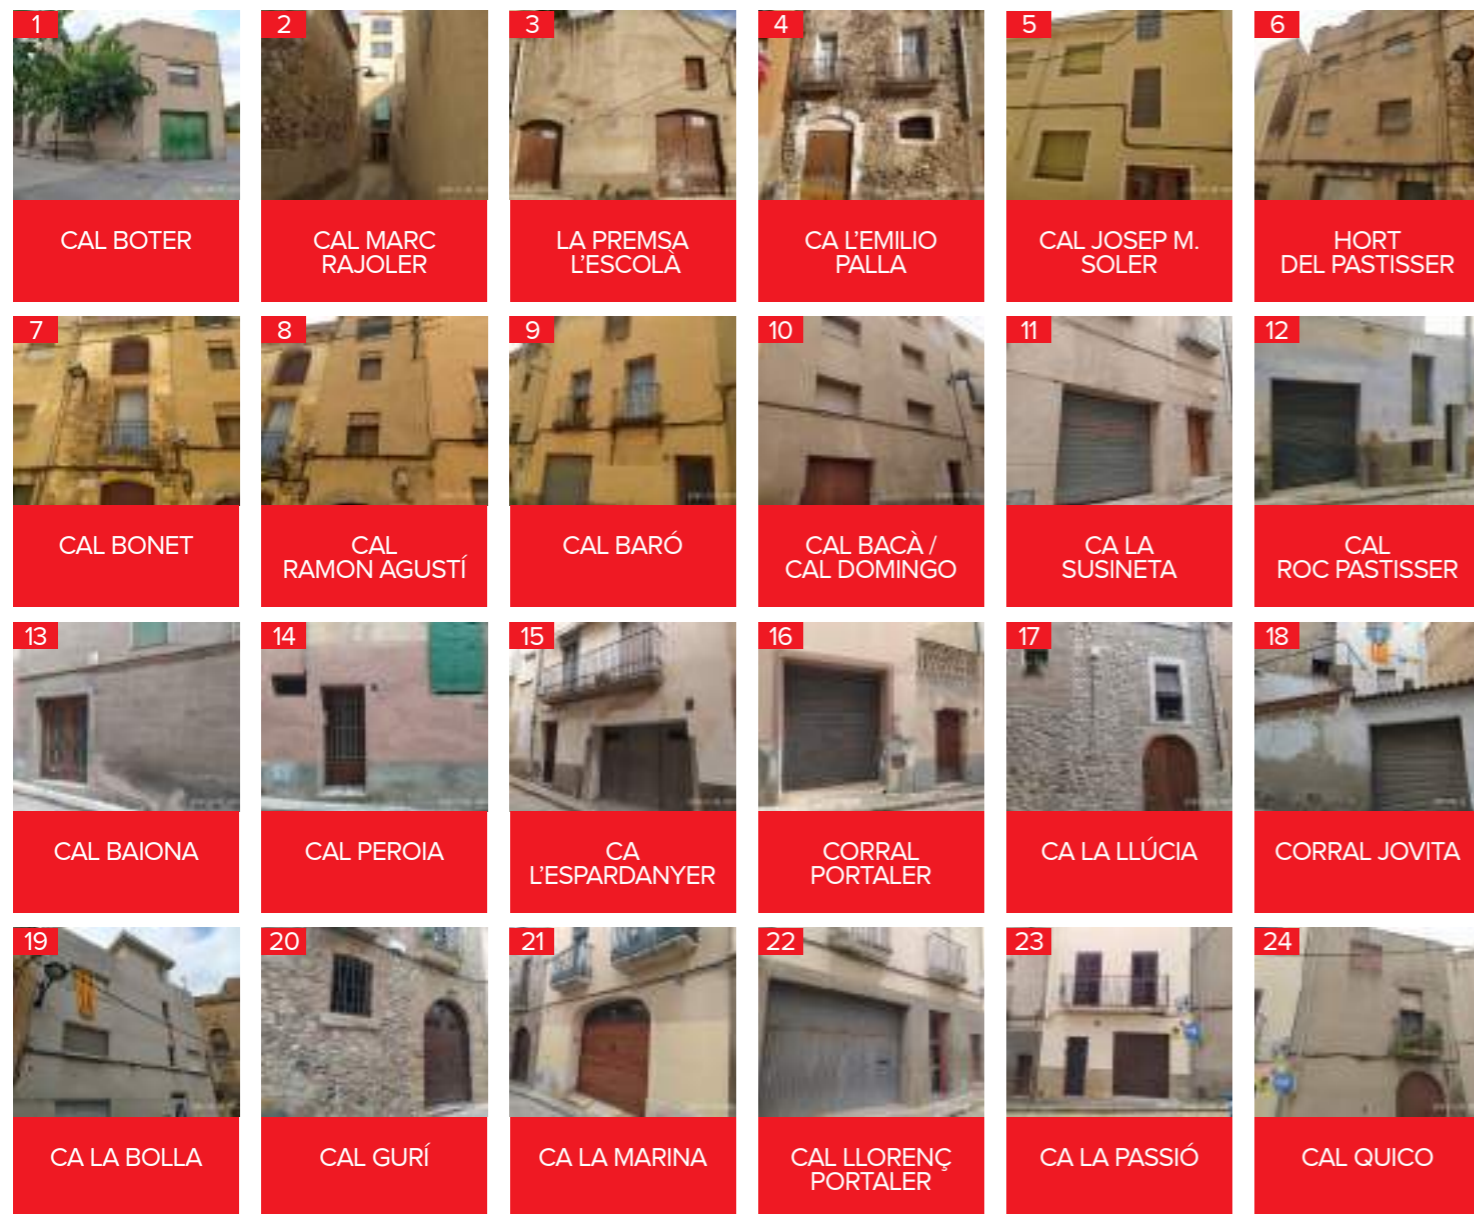 1
CAL BOTER
2
CAL MARC
RAJOLER
3
LA PREMSA
L'ESCOLÀ
4
CA L'EMILIO
PALLA
5
CAL JOSEP M.
SOLER
6
HORT
DEL PASTISSER
7
CAL BONET
8
CAL
RAMON AGUSTÍ
9
CAL BARÓ
10
CAL BACÀ /
CAL DOMINGO
11
CA LA
SUSINETA
12
CAL
ROC PASTISSER
13
CAL BAIONA
14
CAL PEROIA
15
CA
L'ESPARDANYER
16
CORRAL
PORTALER
17
CA LA LLÚCIA
18
CORRAL JOVITA
19
CA LA BOLLA
20
CAL GURÍ
21
CA LA MARINA
22
CAL LLORENÇ
PORTALER
23
CA LA PASSIÓ
24
CAL QUICO